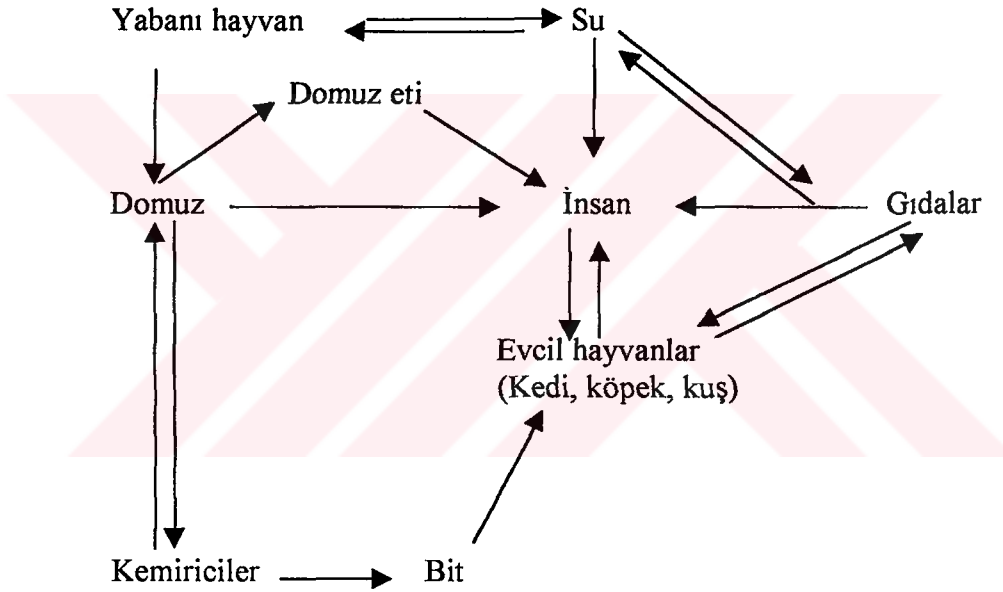 Yabanı hayvan
Su
Domuz eti
Domuz
İnsan
Gıdalar
Evcil hayvanlar
(Kedi, köpek, kuş)
Kemiriciler
Bit